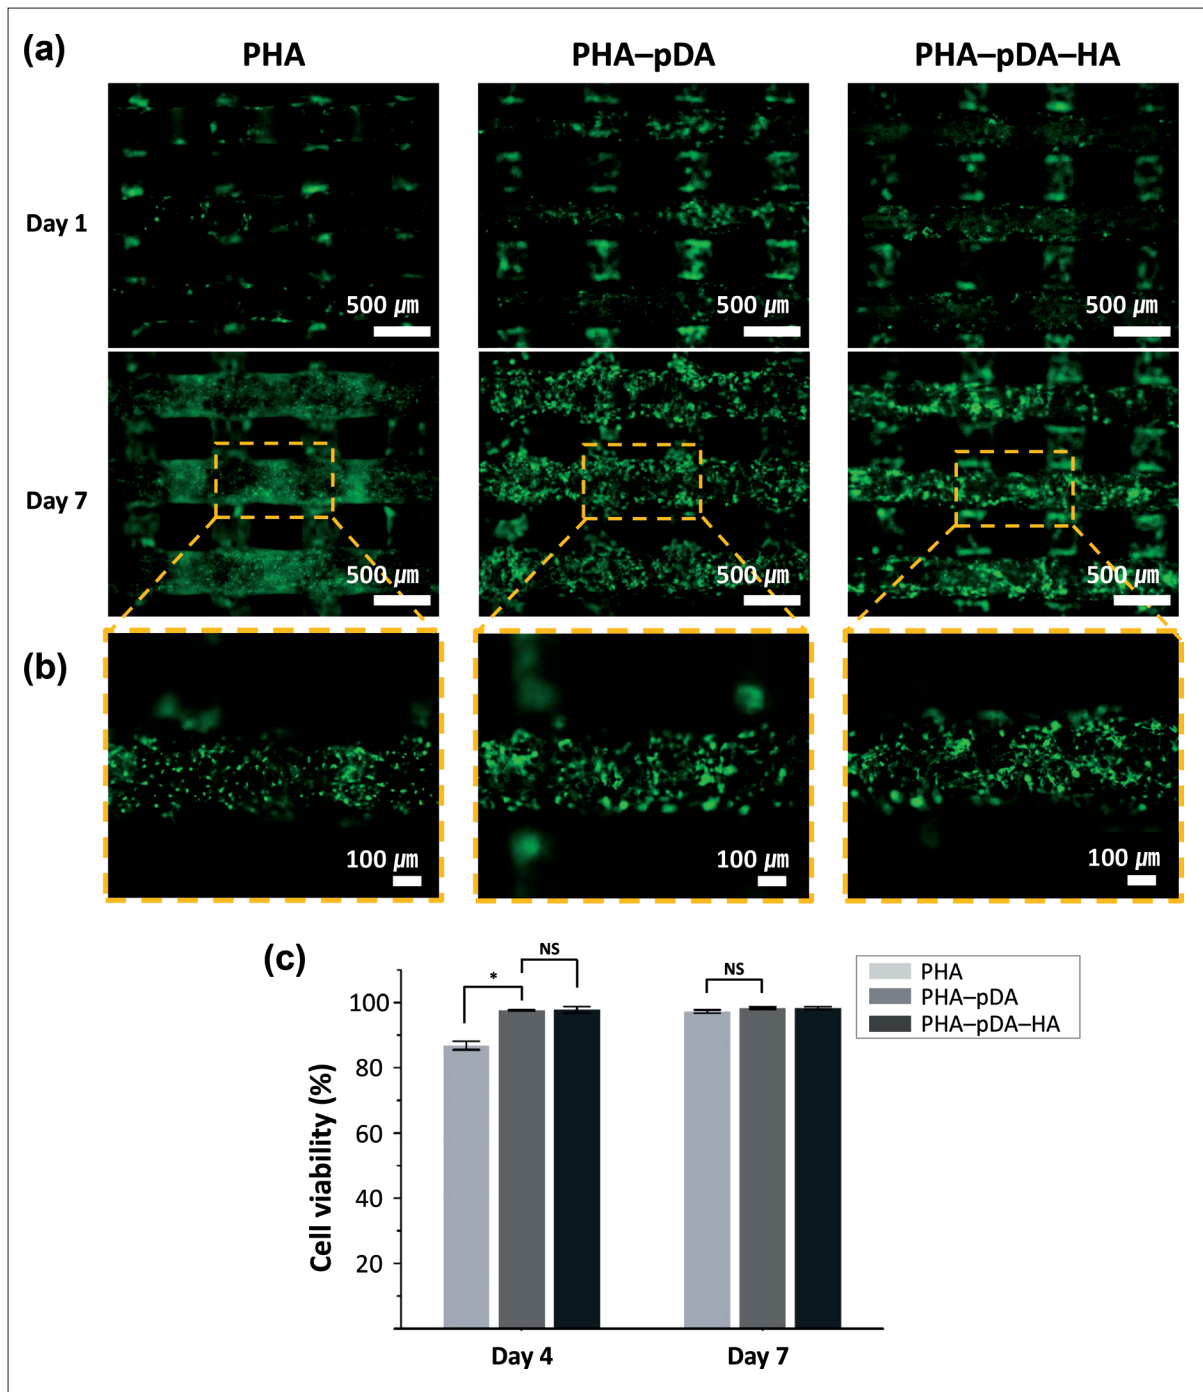 (a)
PHA
PHA–pDA
PHA–pDA–HA
Day 1
500 ㎛
500 ㎛
500 ㎛
Day 7
500 ㎛
500 ㎛
500 ㎛
(b)
100 ㎛
100 ㎛
100 ㎛
(c)
Cell viability (%)
100
80
60
40
20
*
NS
NS
Day 4
Day 7
PHA
PHA–pDA
PHA–pDA–HA